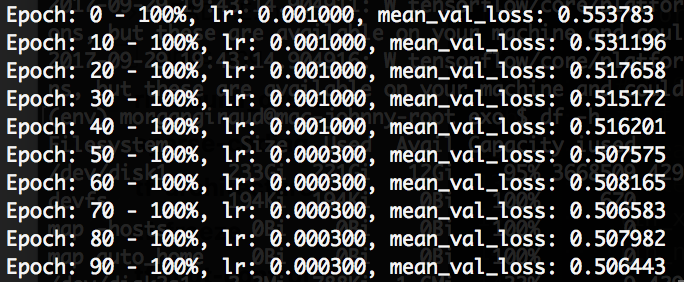 Epoch: 0 - 100%, lr: 0.001000, mean_val_loss: 0.553783
Epoch: 10 - 100%, lr: 0.001000, mean_val_loss: 0.531196
Epoch: 20 - 100%, lr: 0.001000, mean_val_loss: 0.517658
Epoch: 30 - 100%, lr: 0.001000, mean_val_loss: 0.515172
Epoch: 40 - 100%, lr: 0.001000, mean_val_loss: 0.516201
Epoch: 50 - 100%, lr: 0.000300, mean_val_loss: 0.507575
Epoch: 60 - 100%, lr: 0.000300, mean_val_loss: 0.508165
Epoch: 70 - 100%, lr: 0.000300, mean_val_loss: 0.506583
Epoch: 80 - 100%, lr: 0.000300, mean_val_loss: 0.507982
Epoch: 90 - 100%, lr: 0.000300, mean_val_loss: 0.506443